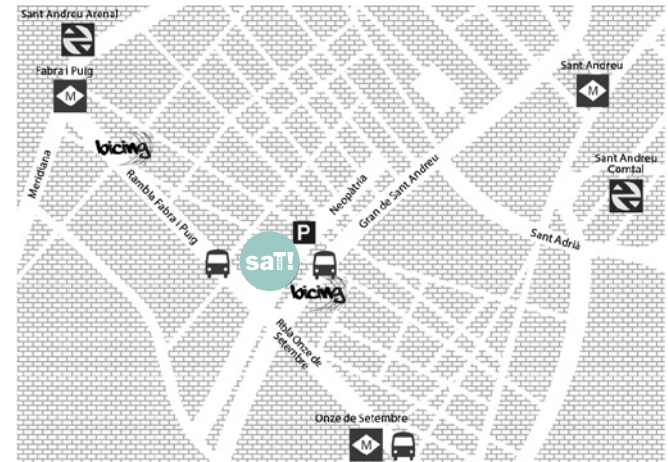 Sant Andreu Arenal
Fabra i Puig
M
Sant Andreu
M
bicing
Sant Andreu
Comtal
Meridiana
Rambla Fabra i Puig
Neopàtria
Gran de Sant Andreu
P
Sant Adrià
saT!
bicing
Rbla Onze de
Setembre
Onze de Setembre
M